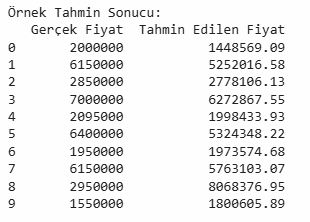 Örnek Tahmin Sonucu:
Gerçek Fiyat Tahmin Edilen Fiyat
0 2000000 1448569.09
1 6150000 5252016.58
2 2850000 2778106.13
3 7000000 6272867.55
4 2095000 1998433.93
5 6400000 5324348.22
6 1950000 1973574.68
7 6150000 5763103.07
8 2950000 8068376.95
9 1550000 1800605.89